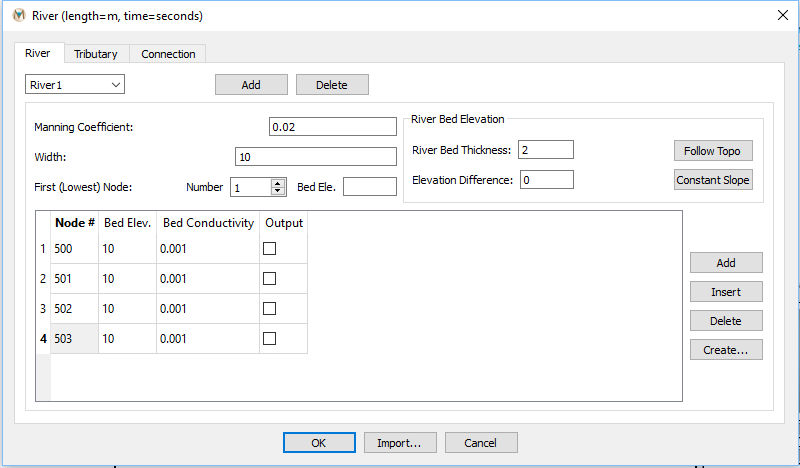 River (length=m, time=seconds)
River Tributary Connection
River1 Add Delete
River Bed Elevation
Manning Coefficient: 0.02
River Bed Thickness: 2 Follow Topo
Width: 10
Elevation Difference: 0 Constant Slope
First (Lowest) Node: Number 1 Bed Ele.
Node # Bed Elev. Bed Conductivity Output
1 500 10 0.001
2 501 10 0.001
3 502 10 0.001
4 503 10 0.001
Add
Insert
Delete
Create...
OK Import... Cancel